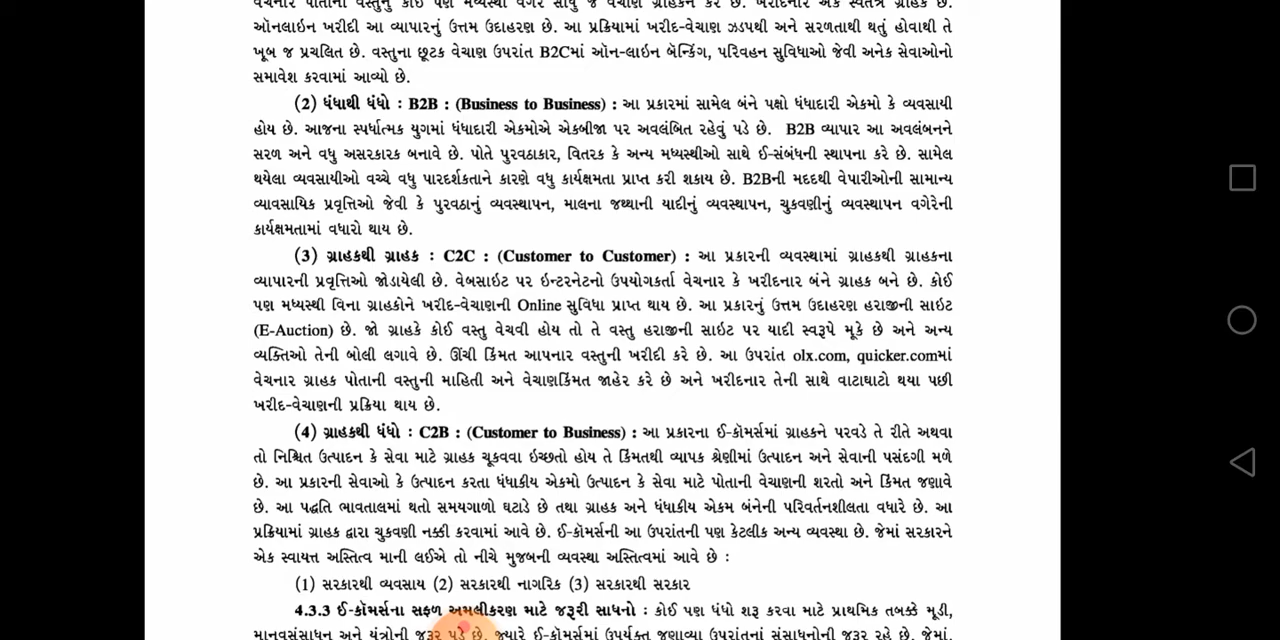 વેચનાર પોતાની વસ્તુનું કોઈ પણ મધ્યસ્થી વગર સીધું જ વેચાણ ગ્રાહકને કરે છે. ખરીદનાર એક સ્વતંત્ર ગ્રાહક છે.
ઑનલાઇન ખરીદી આ વ્યાપારનું ઉત્તમ ઉદાહરણ છે. આ પ્રક્રિયામાં ખરીદ-વેચાણ ઝડપથી અને સરળતાથી થતું હોવાથી તે
ખૂબ જ પ્રચલિત છે. વસ્તુના છૂટક વેચાણ ઉપરાંત B2Cમાં ઑન-લાઇન બૅન્કિંગ, પરિવહન સુવિધાઓ જેવી અનેક સેવાઓનો
સમાવેશ કરવામાં આવ્યો છે.
(2) ધંધાથી ધંધો : B2B : (Business to Business) : આ પ્રકારમાં સામેલ બંને પક્ષો ધંધાદારી એકમો કે વ્યવસાયી
હોય છે. આજના સ્પર્ધાત્મક યુગમાં ધંધાદારી એકમોએ એકબીજા પર અવલંબિત રહેવું પડે છે. B2B વ્યાપાર આ અવલંબનને
સરળ અને વધુ અસરકારક બનાવે છે. પોતે પુરવઠાકાર, વિતરક કે અન્ય મધ્યસ્થીઓ સાથે ઈ-સંબંધની સ્થાપના કરે છે. સામેલ
થયેલા વ્યવસાયીઓ વચ્ચે વધુ પારદર્શકતાને કારણે વધુ કાર્યક્ષમતા પ્રાપ્ત કરી શકાય છે. B2Bની મદદથી વેપારીઓની સામાન્ય
વ્યાવસાયિક પ્રવૃત્તિઓ જેવી કે પુરવઠાનું વ્યવસ્થાપન, માલના જથ્થાની યાદીનું વ્યવસ્થાપન, ચુકવણીનું વ્યવસ્થાપન વગેરેની
કાર્યક્ષમતામાં વધારો થાય છે.
(3) ગ્રાહકથી ગ્રાહક : C2C : (Customer to Customer) : આ પ્રકારની વ્યવસ્થામાં ગ્રાહકથી ગ્રાહકના
વ્યાપારની પ્રવૃત્તિઓ જોડાયેલી છે. વેબસાઇટ પર ઇન્ટરનેટનો ઉપયોગકર્તા વેચનાર કે ખરીદનાર બંને ગ્રાહક બને છે. કોઈ
પણ મધ્યસ્થી વિના ગ્રાહકોને ખરીદ-વેચાણની Online સુવિધા પ્રાપ્ત થાય છે. આ પ્રકારનું ઉત્તમ ઉદાહરણ હરાજીની સાઇટ
(E-Auction) છે. જો ગ્રાહકે કોઈ વસ્તુ વેચવી હોય તો તે વસ્તુ હરાજીની સાઇટ પર યાદી સ્વરૂપે મૂકે છે અને અન્ય
વ્યક્તિઓ તેની બોલી લગાવે છે. ઊંચી કિંમત આપનાર વસ્તુની ખરીદી કરે છે. આ ઉપરાંત olx.com, quicker.comમાં
વેચનાર ગ્રાહક પોતાની વસ્તુની માહિતી અને વેચાણકિંમત જાહેર કરે છે અને ખરીદનાર તેની સાથે વાટાઘાટો થયા પછી
ખરીદ-વેચાણની પ્રક્રિયા થાય છે.
(4) ગ્રાહકથી ધંધો : C2B : (Customer to Business) : આ પ્રકારના ઈ-કૉમર્સમાં ગ્રાહકને પરવડે તે રીતે અથવા
તો નિશ્ચિત ઉત્પાદન કે સેવા માટે ગ્રાહક ચૂકવવા ઇચ્છતો હોય તે કિંમતથી વ્યાપક શ્રેણીમાં ઉત્પાદન અને સેવાની પસંદગી મળે
છે. આ પ્રકારની સેવાઓ કે ઉત્પાદન કરતા ધંધાકીય એકમો ઉત્પાદન કે સેવા માટે પોતાની વેચાણની શરતો અને કિંમત જણાવે
છે. આ પદ્ધતિ ભાવતાલમાં થતો સમયગાળો ઘટાડે છે તથા ગ્રાહક અને ધંધાકીય એકમ બંનેની પરિવર્તનશીલતા વધારે છે. આ
પ્રક્રિયામાં ગ્રાહક દ્વારા ચુકવણી નક્કી કરવામાં આવે છે. ઈ-કૉમર્સની આ ઉપરાંતની પણ કેટલીક અન્ય વ્યવસ્થા છે. જેમાં સરકારને
એક સ્વાયત્ત અસ્તિત્વ માની લઈએ તો નીચે મુજબની વ્યવસ્થા અસ્તિત્વમાં આવે છે :
(1) સરકારથી વ્યવસાય (2) સરકારથી નાગરિક (3) સરકારથી સરકાર
4.3.3 ઈ-કૉમર્સના સફળ અમલીકરણ માટે જરૂરી સાધનો : કોઈ પણ ધંધો શરૂ કરવા માટે પ્રાથમિક તબક્કે મૂડી,
માનવસંસાધન અને યંત્રોની જરૂર પડે છે. જ્યારે ઈ-કૉમર્સમાં ઉપર્યુક્ત જણાવ્યા ઉપરાંતનાં સંસાધનોની જરૂર રહે છે. જેમાં,